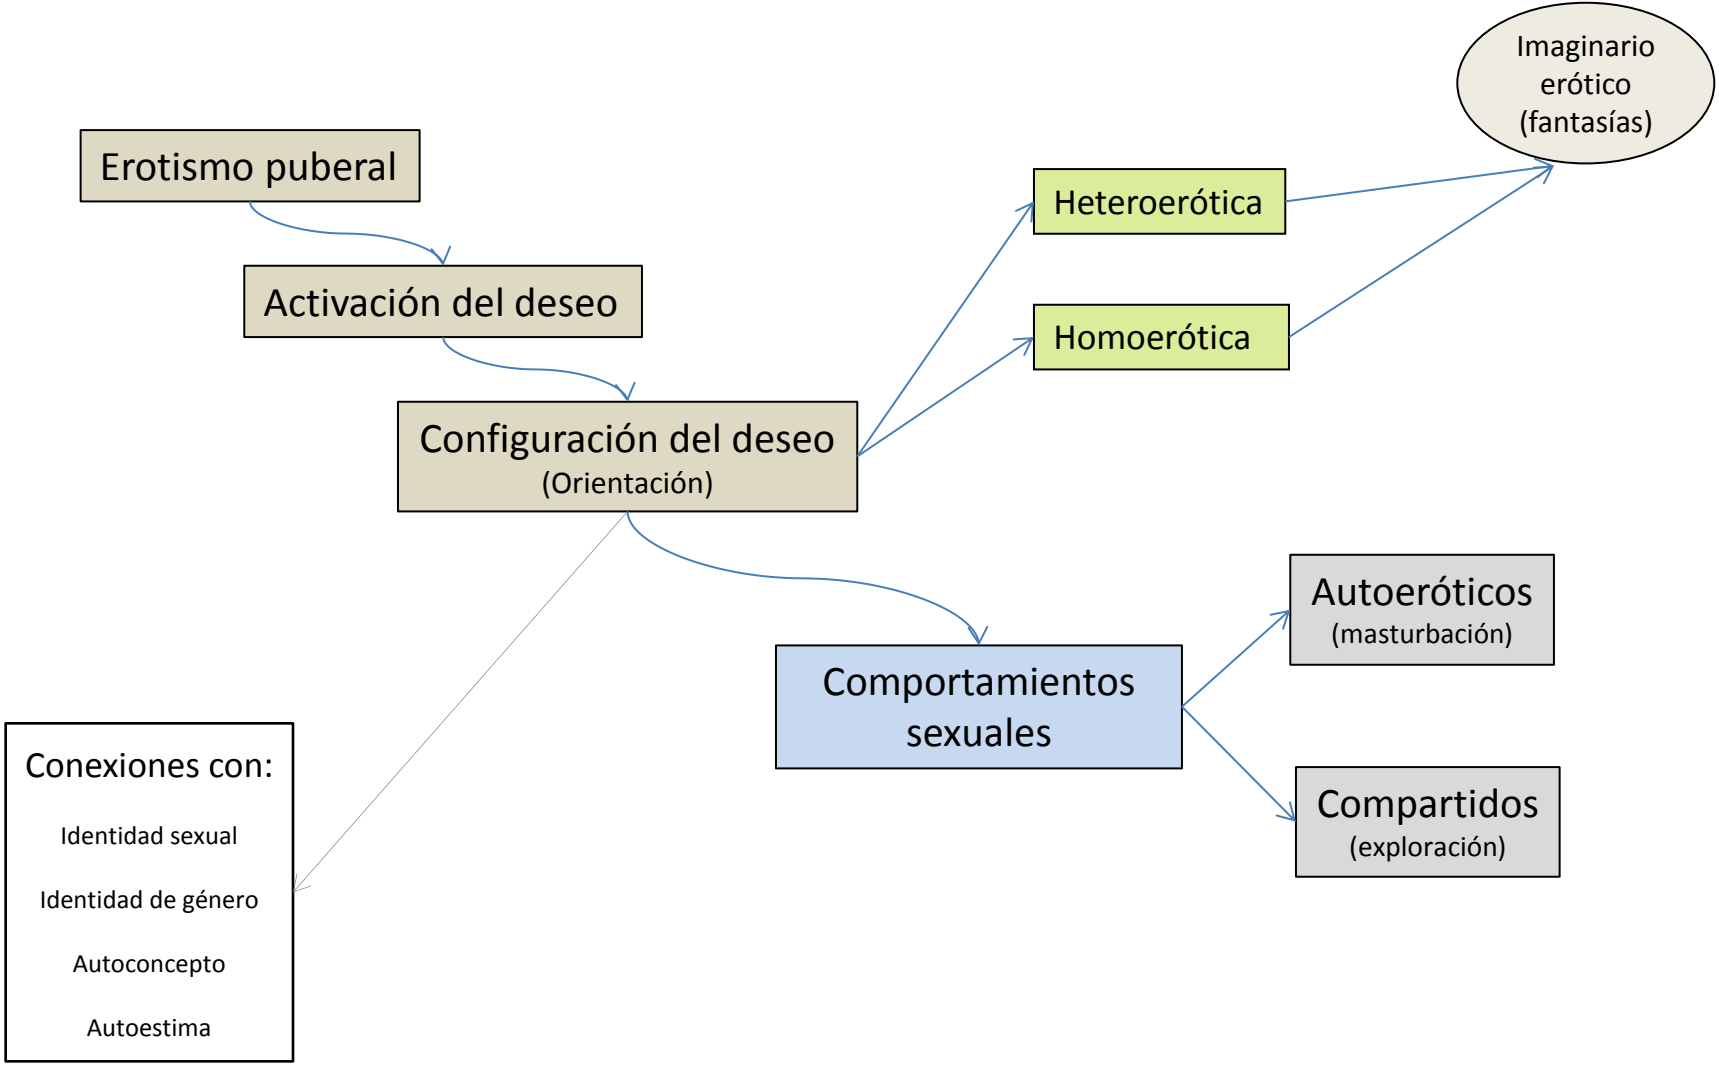 Imaginario
erótico
(fantasías)
Erotismo puberal
Heteroerótica
Activación del deseo
Homoerótica
Configuración del deseo
(Orientación)
Autoeróticos
(masturbación)
Comportamientos
sexuales
Compartidos
(exploración)
Conexiones con:
Identidad sexual
Identidad de género
Autoconcepto
Autoestima